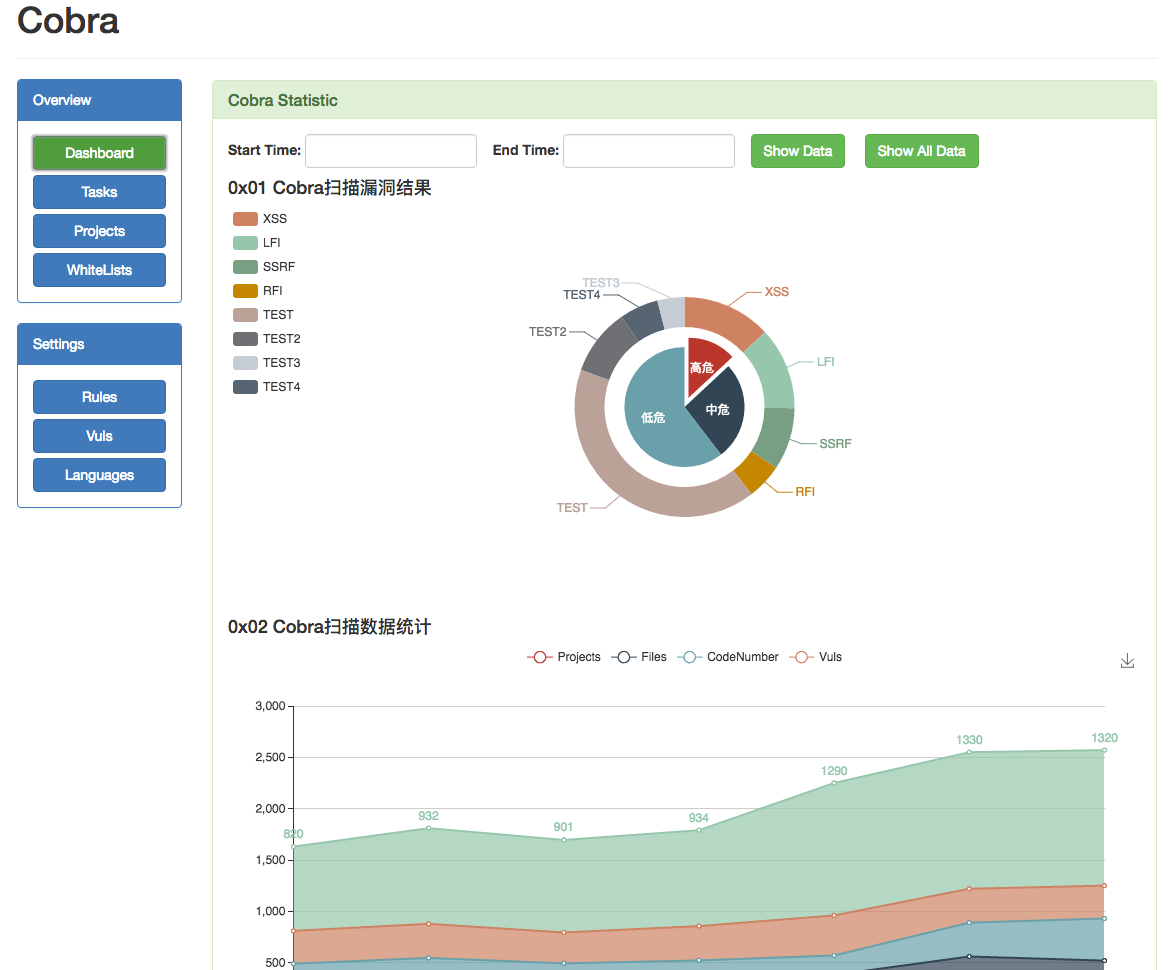 Cobra
Overview
Dashboard
Tasks
Projects
WhiteLists
Settings
Rules
Vuls
Languages
Cobra Statistic
Start Time: End Time: Show Data Show All Data
0x01 Cobra扫描漏洞结果
XSS
LFI
SSRF
RFI
TEST
TEST2
TEST3
TEST4
TEST3
TEST4
XSS
TEST2
LFI
高危
中危
低危
SSRF
RFI
TEST
0x02 Cobra扫描数据统计
Projects Files CodeNumber Vuls
3,000
2,500
2,000
1,500
1,000
500
820
932
901
934
1290
1330
1320